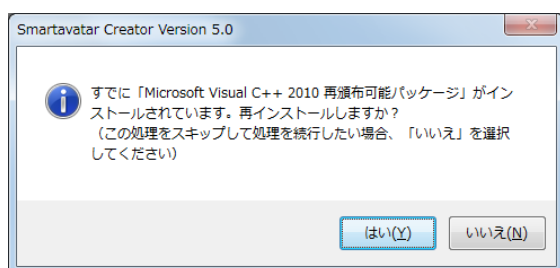 Smartavatar Creator Version 5.0
すでに「Microsoft Visual C++ 2010 再頒布可能パッケージ」がイン
ストールされています。再インストールしますか？
（この処理をスキップして処理を続行したい場合、「いいえ」を選択
してください）
はい(Y)
いいえ(N)